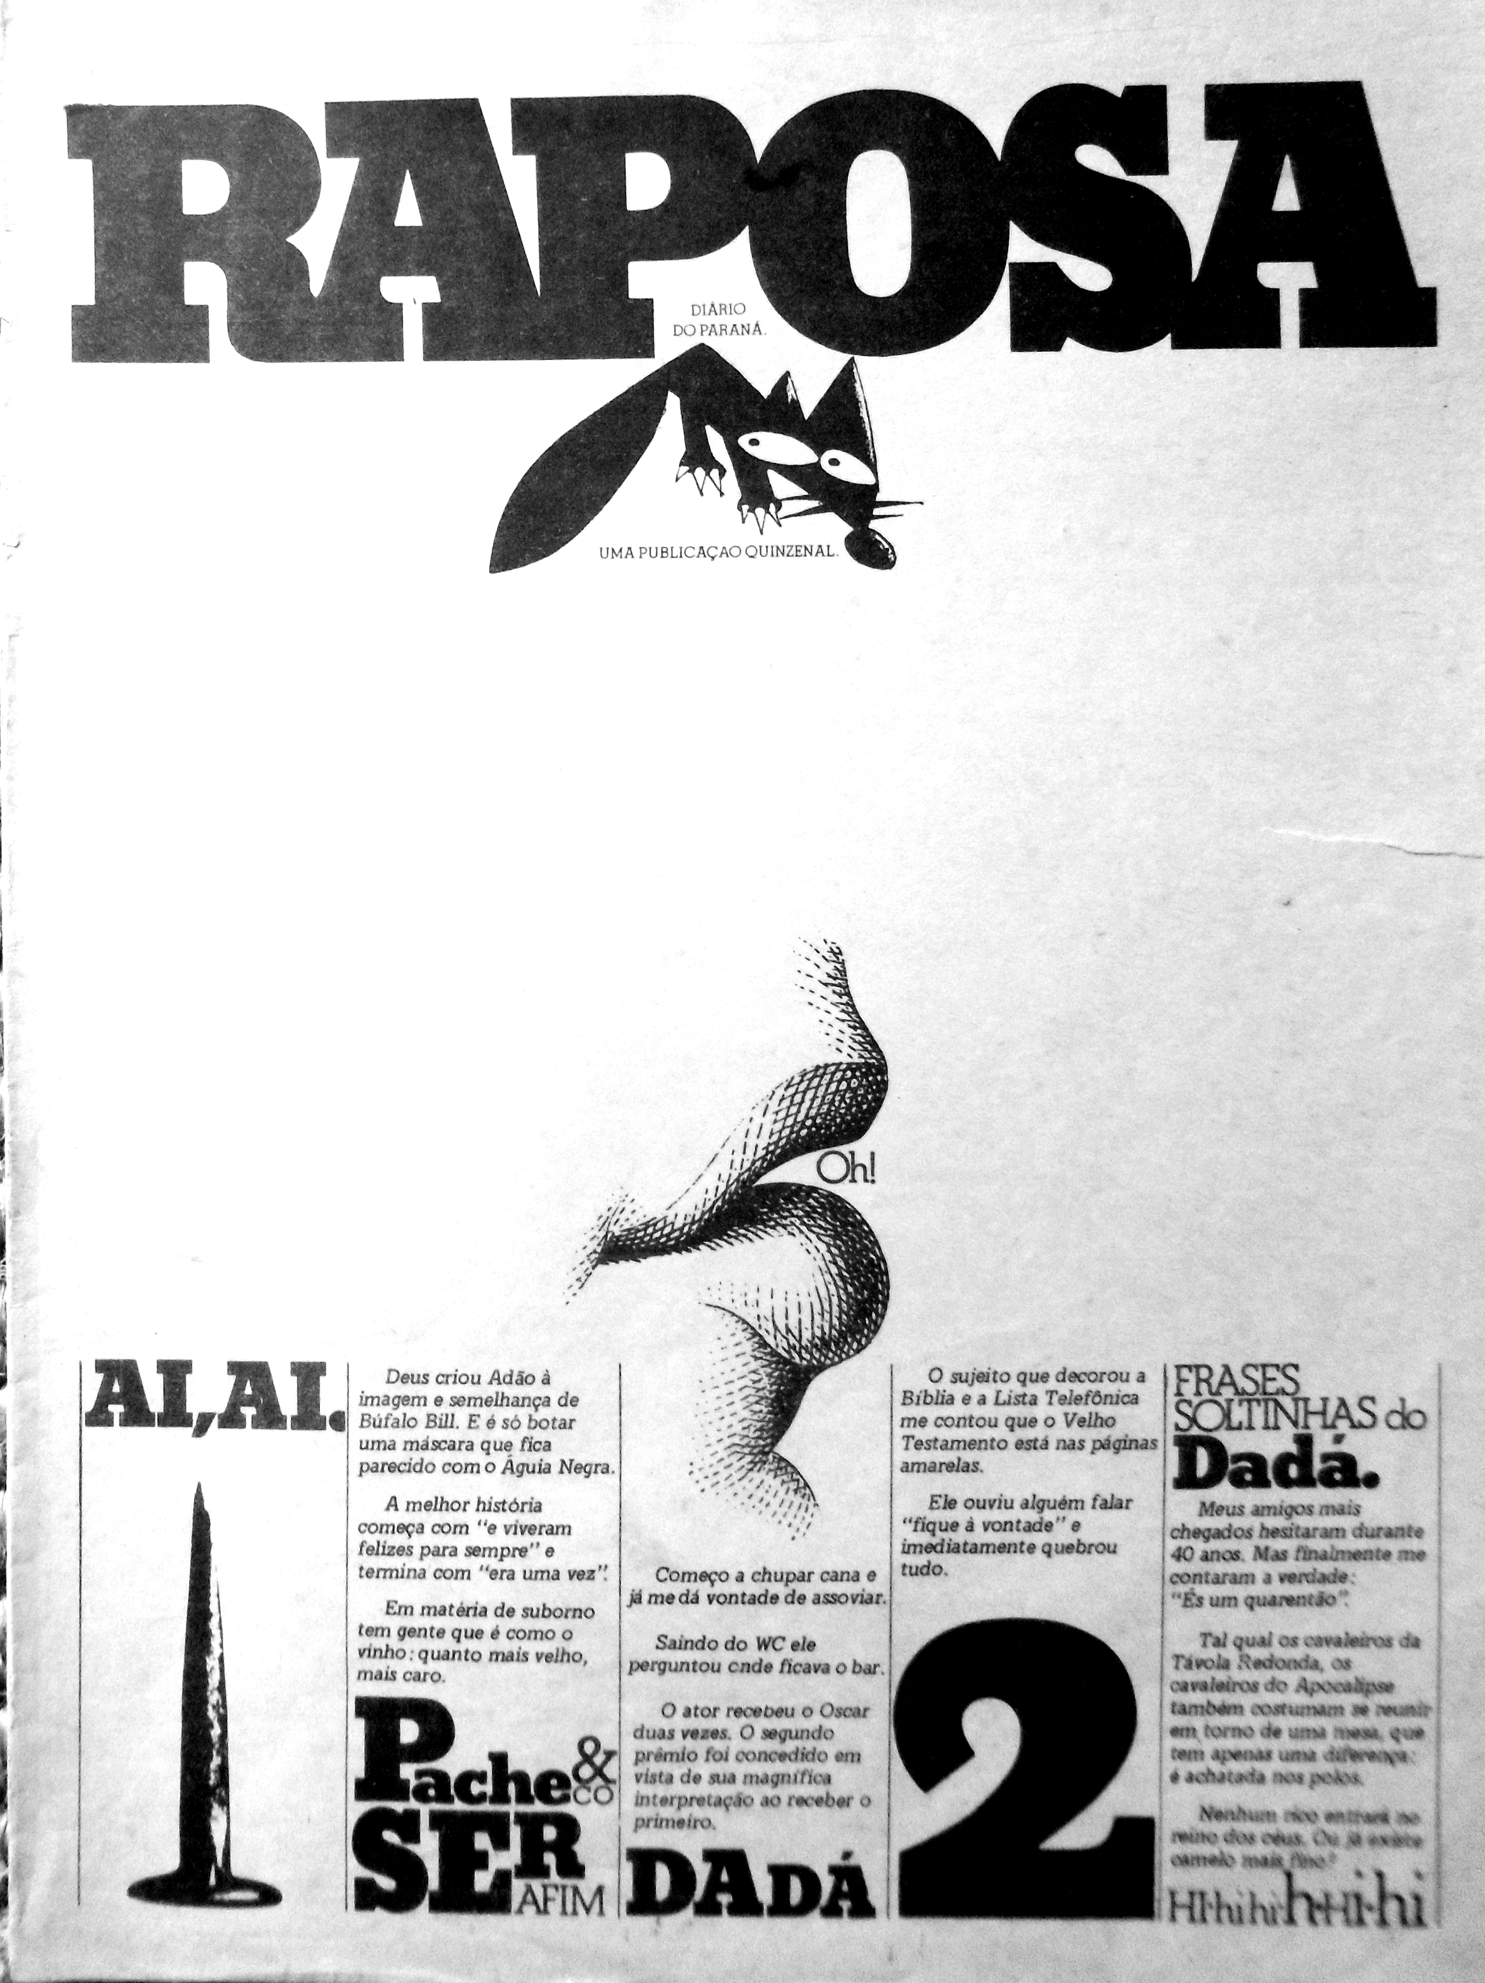 RAPOSA
DIÁRIO
DO PARANÁ.
UMA PUBLICAÇAO QUINZENAL.
Oh!
AI, AI.
Deus criou Adão à
imagem e semelhança de
Búfalo Bill. E é só botar
uma máscara que fica
parecido com o Águia Negra.
A melhor história
começa com "e viveram
felizes para sempre" e
termina com "era uma vez".
Em matéria de suborno
tem gente que é como o
vinho: quanto mais velho,
mais caro.
Pache&
co
SER
AFIM
Começo a chupar cana e
já me dá vontade de assoviar.
Saindo do WC ele
perguntou onde ficava o bar.
O ator recebeu o Oscar
duas vezes. O segundo
prêmio foi concedido em
vista de sua magnífica
interpretação ao receber o
primeiro.
DADÁ
O sujeito que decorou a
Bíblia e a Lista Telefônica
me contou que o Velho
Testamento está nas páginas
amarelas.
Ele ouviu alguém falar
"fique à vontade" e
imediatamente quebrou
tudo.
2
FRASES
SOLTINHAS do
Dadá.
Meus amigos mais
chegados hesitaram durante
40 anos. Mas finalmente me
contaram a verdade:
"És um quarentão".
Tal qual os cavaleiros da
Távola Redonda, os
cavaleiros do Apocalipse
também costumam se reunir
em torno de uma mesa, que
tem apenas uma diferença:
é achatada nos polos.
Nenhum rico entrará no
reino dos céus. Ou já existe
camelo mais fino?
HI-hi hi-h-HI-hi